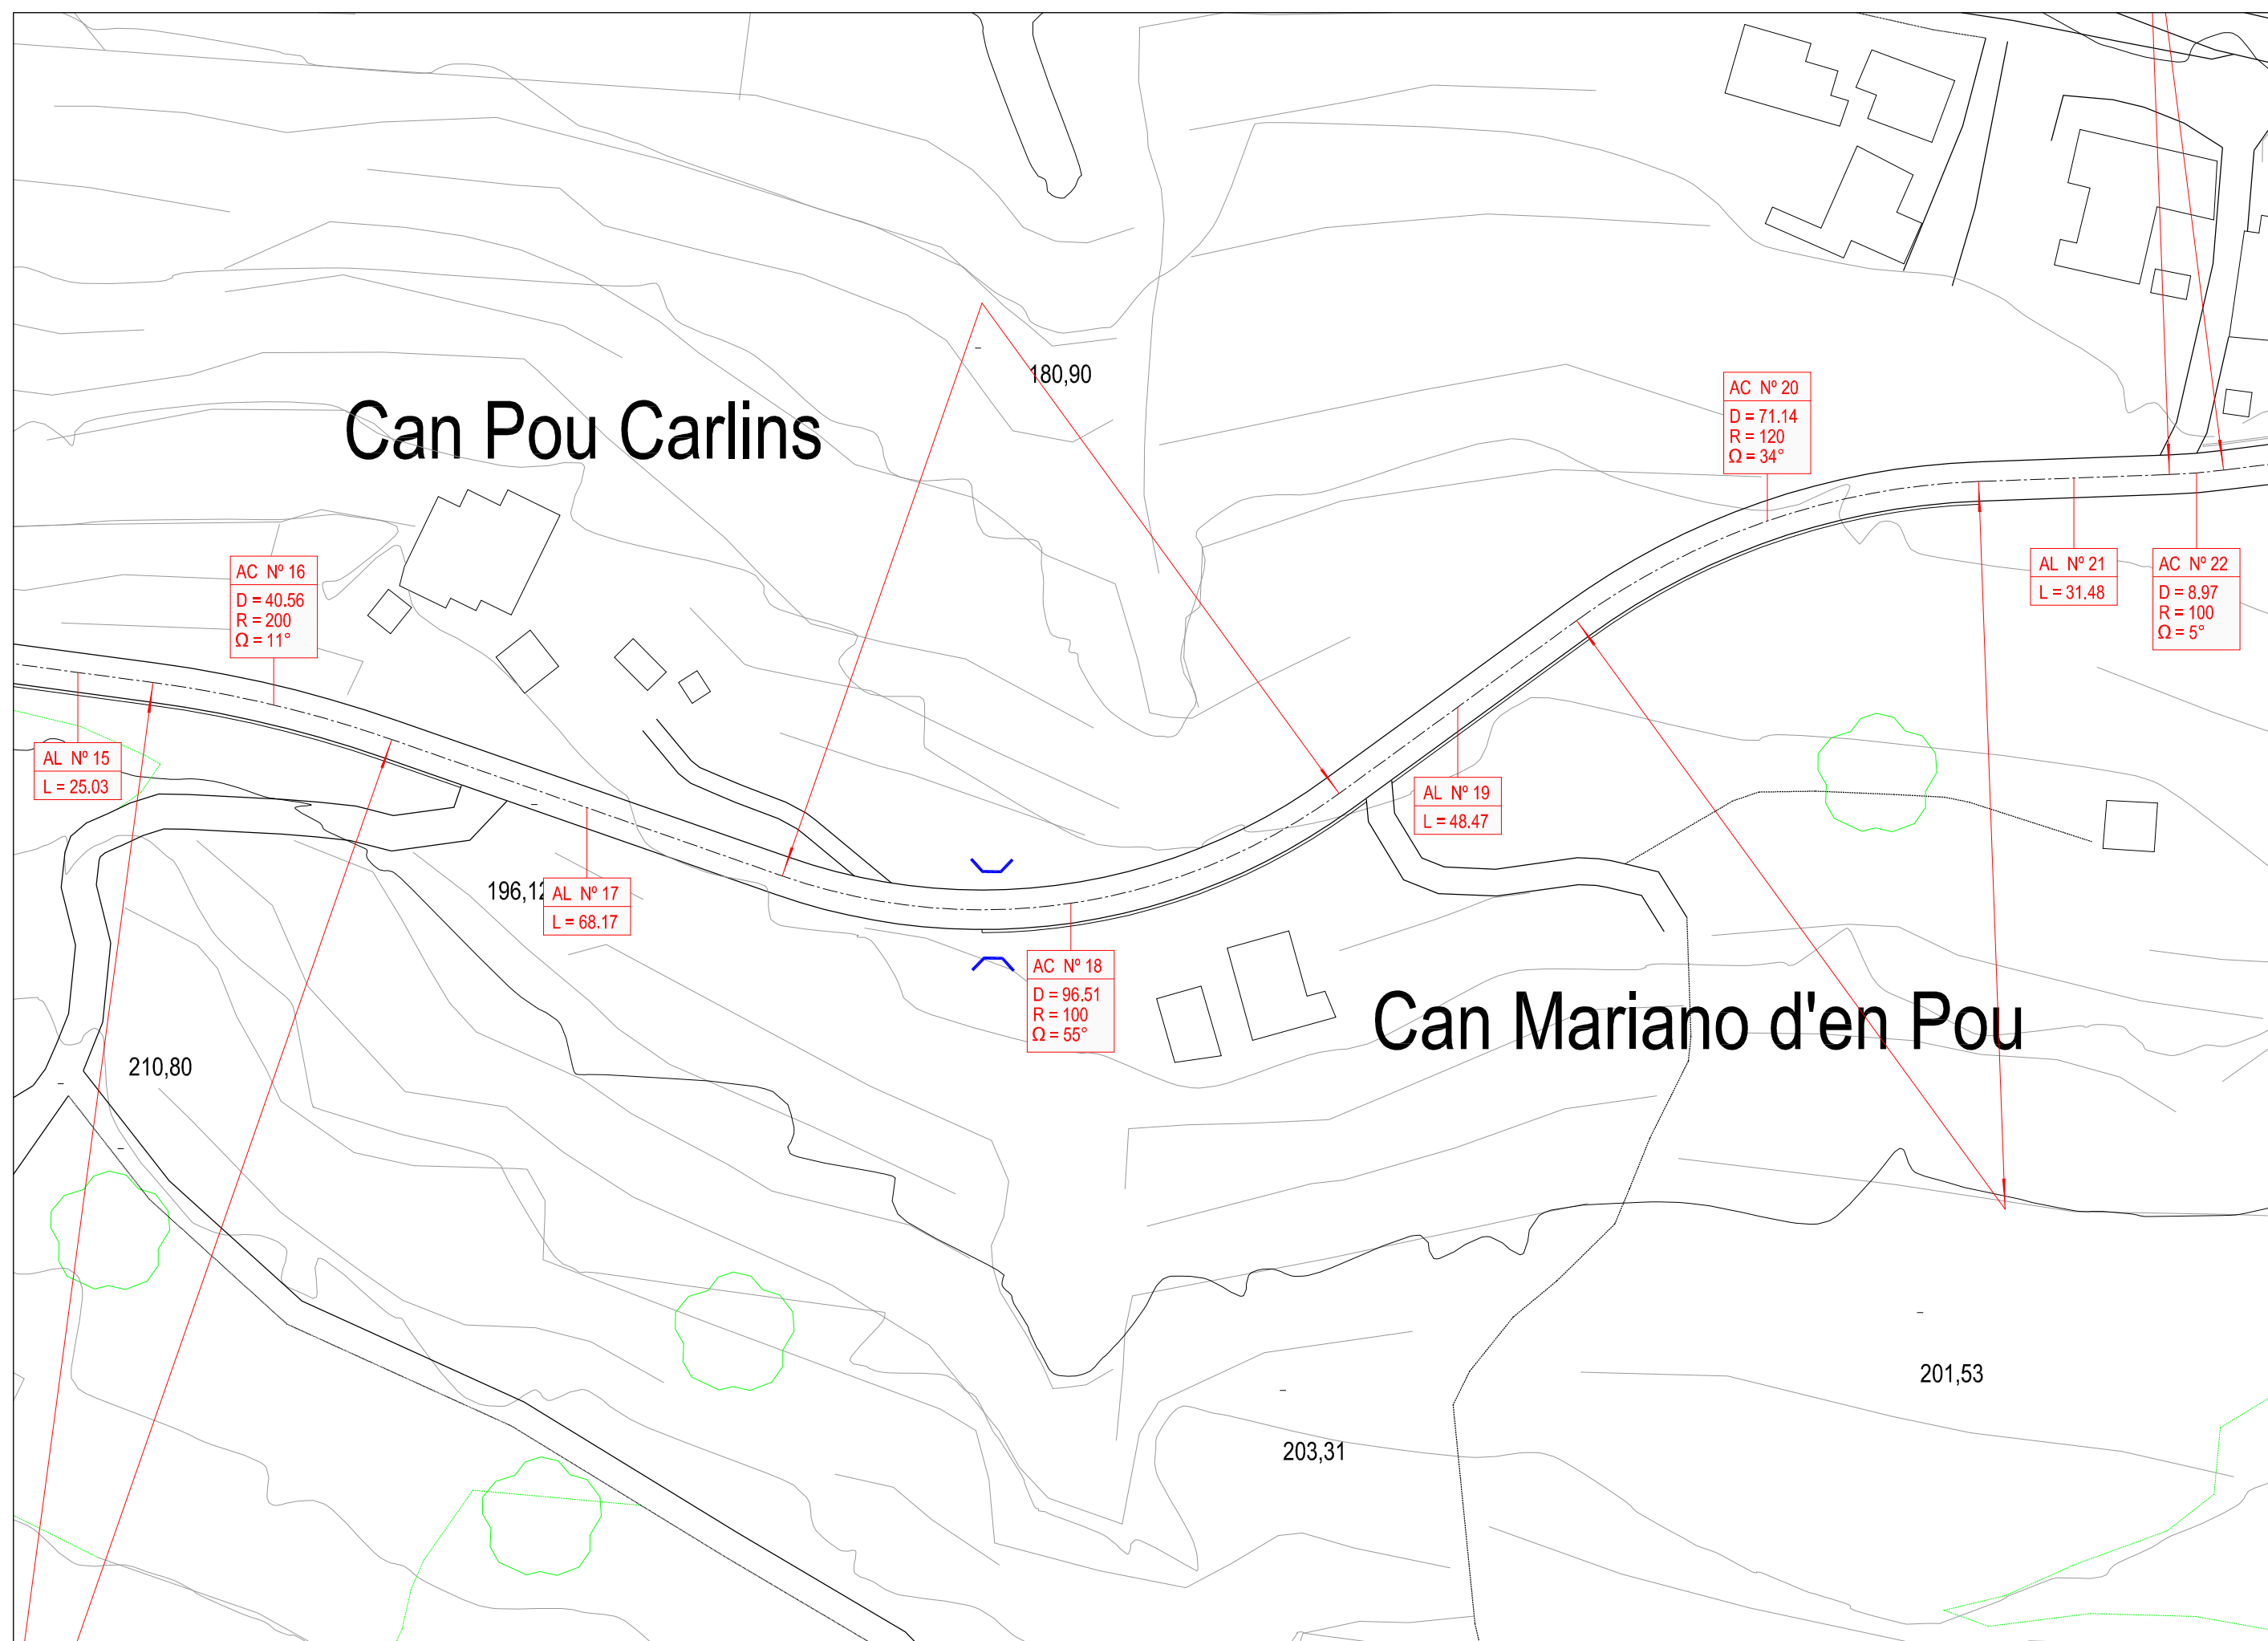 180,90
AC Nº 20
D = 71.14
R = 120
Ω = 34°
Can Pou Carlins
AC Nº 16
D = 40.56
R = 200
Ω = 11°
AL Nº 21
L = 31.48
AC Nº 22
D = 8.97
R = 100
Ω = 5°
AL Nº 15
L = 25.03
AL Nº 19
L = 48.47
196,12
AL Nº 17
L = 68.17
AC Nº 18
D = 96.51
R = 100
Ω = 55°
Can Mariano d'en Pou
210,80
201,53
203,31